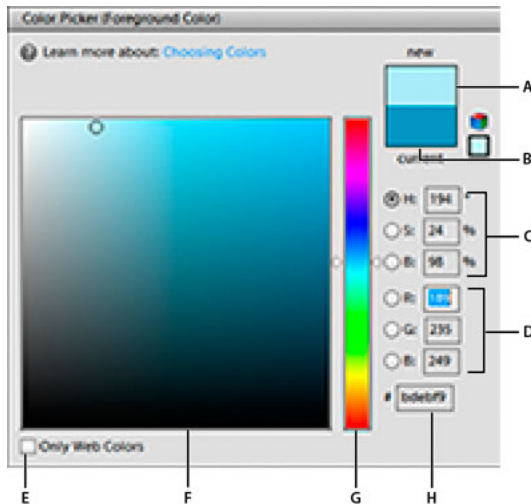 Color Picker (Foreground Color)
Learn more about: Choosing Colors
new
A
B
current
H: 194 °
S: 24 %
B: 98 %
C
R: 189
G: 235
B: 249
D
# bdebf9
Only Web Colors
E
F
G
H